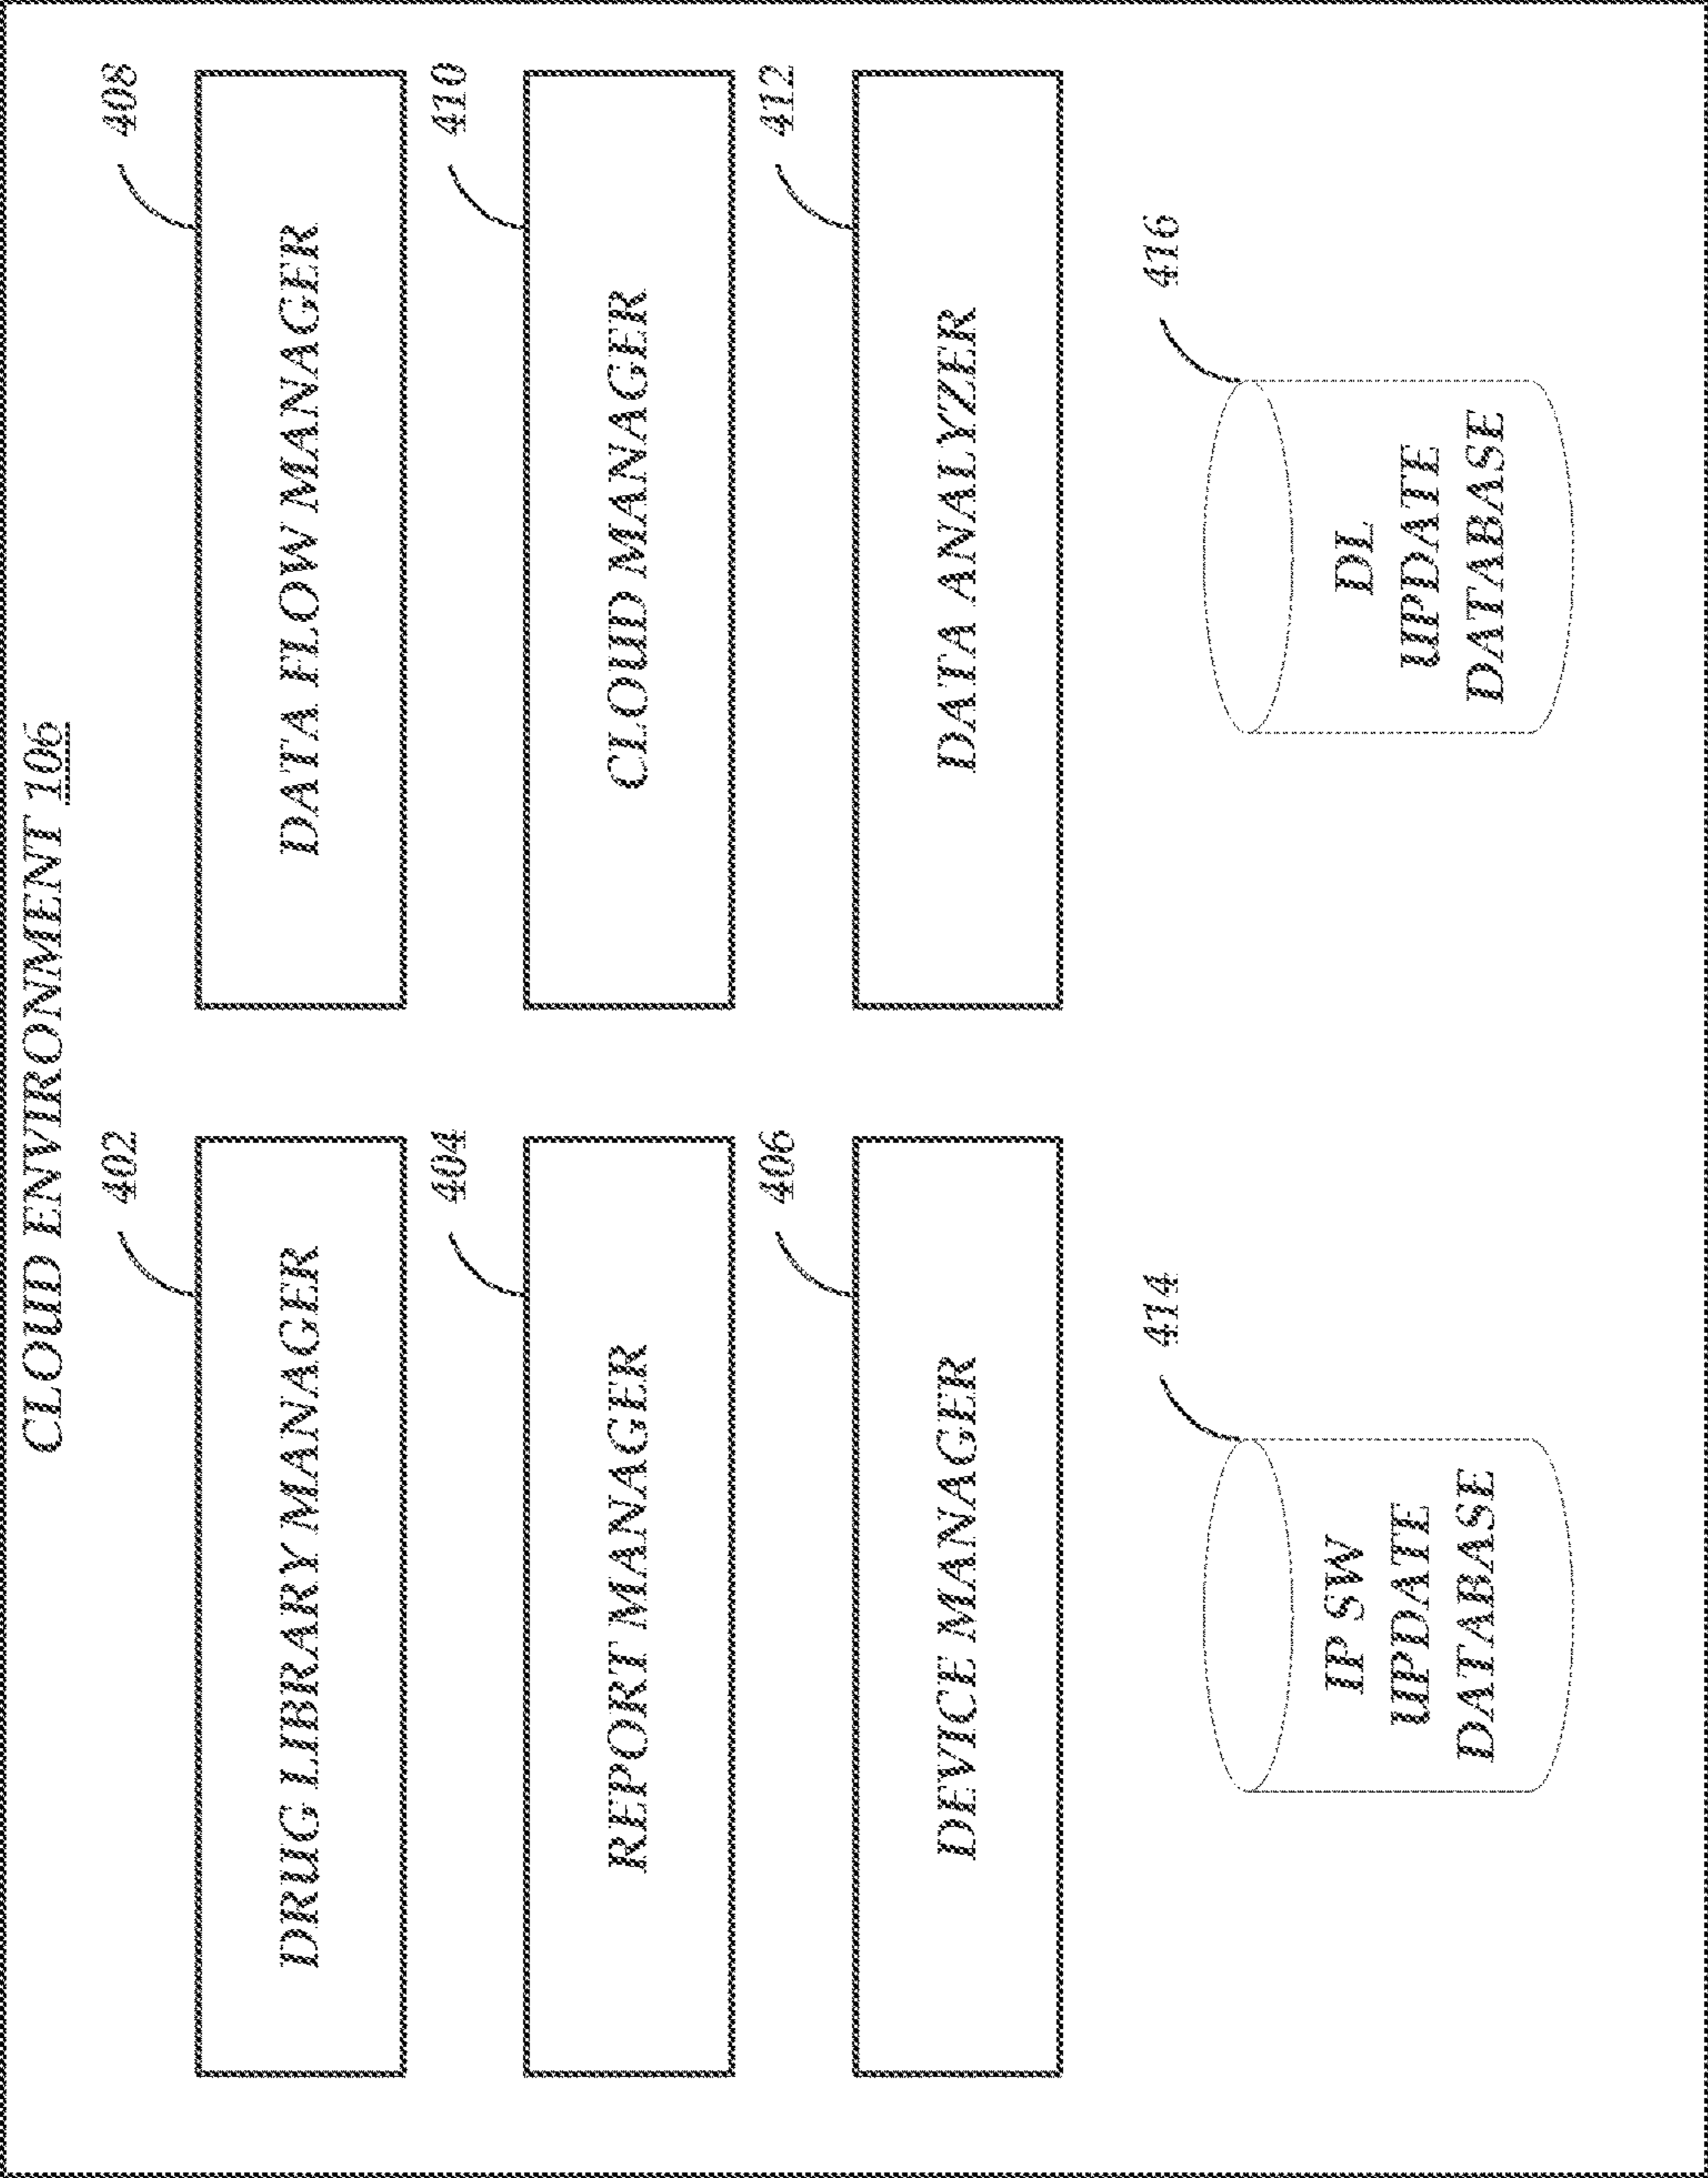 CLOUD ENVIRONMENT 106
402
DRUG LIBRARY MANAGER
408
DATA FLOW MANAGER
404
REPORT MANAGER
410
CLOUD MANAGER
406
DEVICE MANAGER
412
DATA ANALYZER
414
IP SW
UPDATE
DATABASE
416
DL
UPDATE
DATABASE